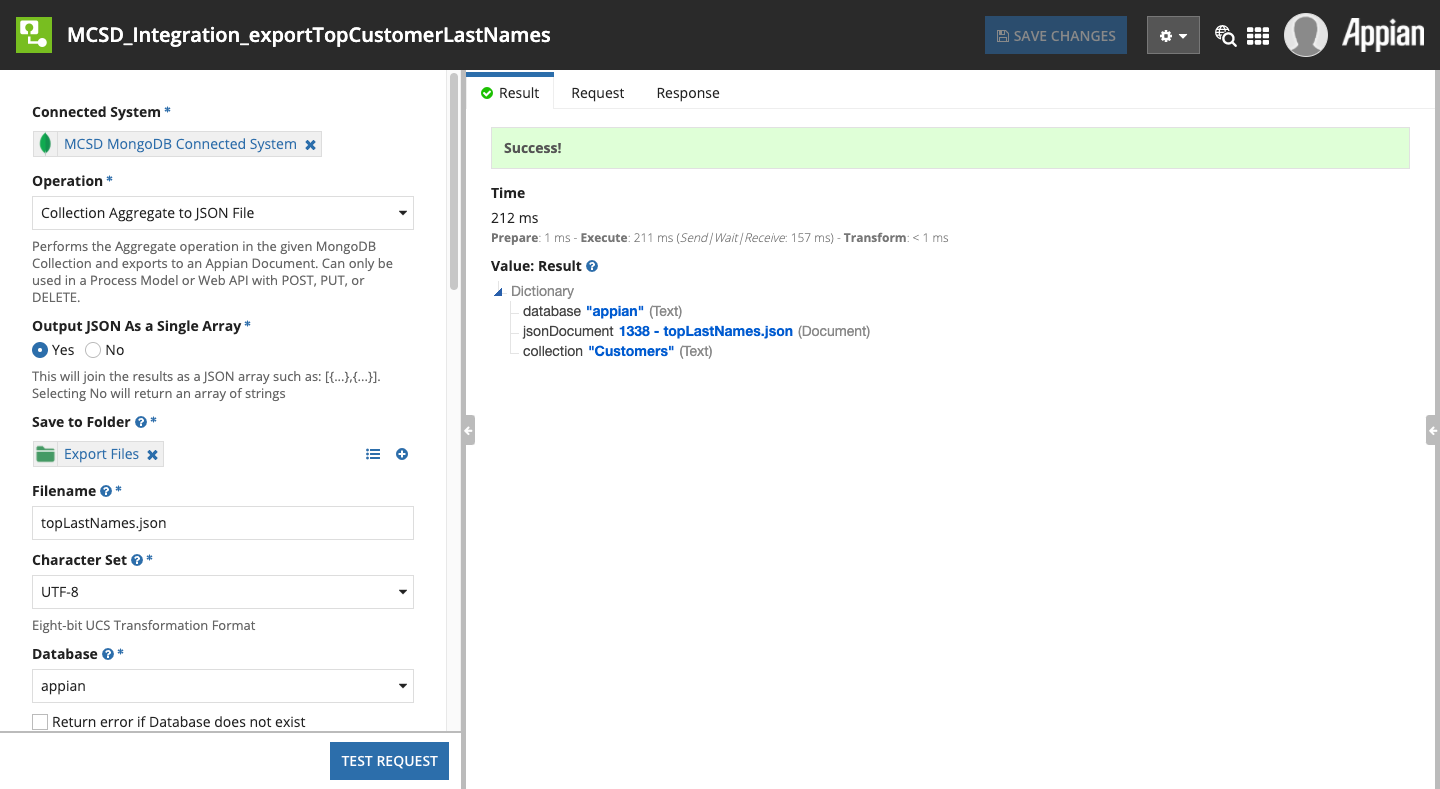 MCSD_Integration_exportTopCustomerLastNames
SAVE CHANGES
Appian
Connected System *
MCSD MongoDB Connected System
Operation *
Collection Aggregate to JSON File
Performs the Aggregate operation in the given MongoDB
Collection and exports to an Appian Document. Can only be
used in a Process Model or Web API with POST, PUT, or
DELETE.
Output JSON As a Single Array *
Yes No
This will join the results as a JSON array such as: [{...},{...}].
Selecting No will return an array of strings
Save to Folder *
Export Files
Filename *
topLastNames.json
Character Set *
UTF-8
Eight-bit UCS Transformation Format
Database *
appian
Return error if Database does not exist
TEST REQUEST
Result Request Response
Success!
Time
212 ms
Prepare: 1 ms - Execute: 211 ms (Send|Wait|Receive: 157 ms) - Transform: < 1 ms
Value: Result
Dictionary
database "appian" (Text)
jsonDocument 1338 - topLastNames.json (Document)
collection "Customers" (Text)